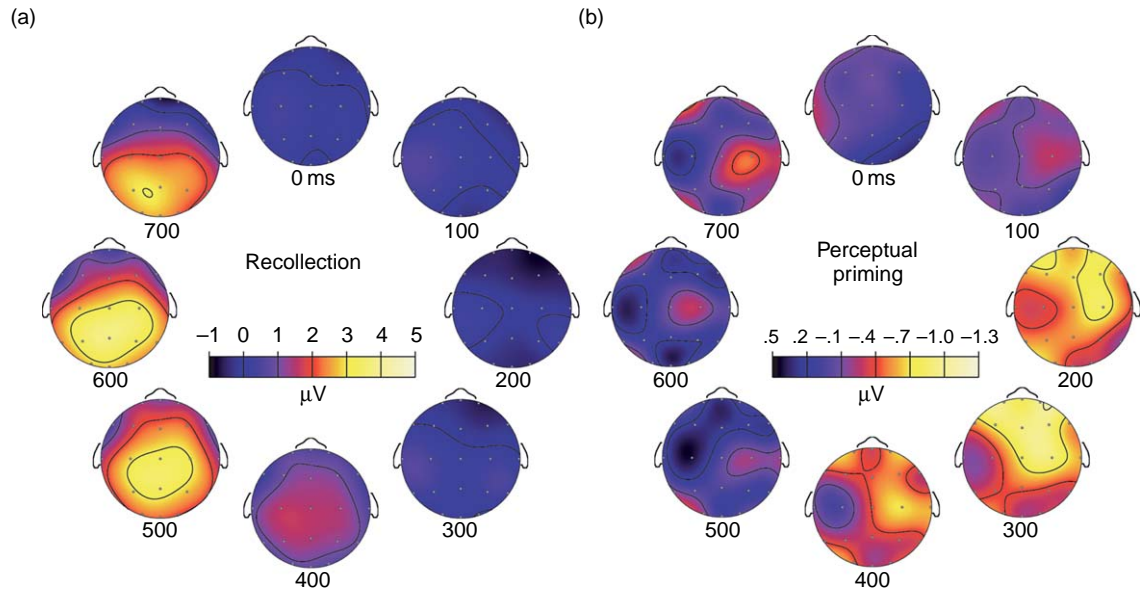 (a)
0 ms
100
200
300
400
500
600
700
Recollection
–1 0 1 2 3 4 5
µV
(b)
0 ms
100
200
300
400
500
600
700
Perceptual
priming
.5 .2 –.1 –.4 –.7 –1.0 –1.3
µV